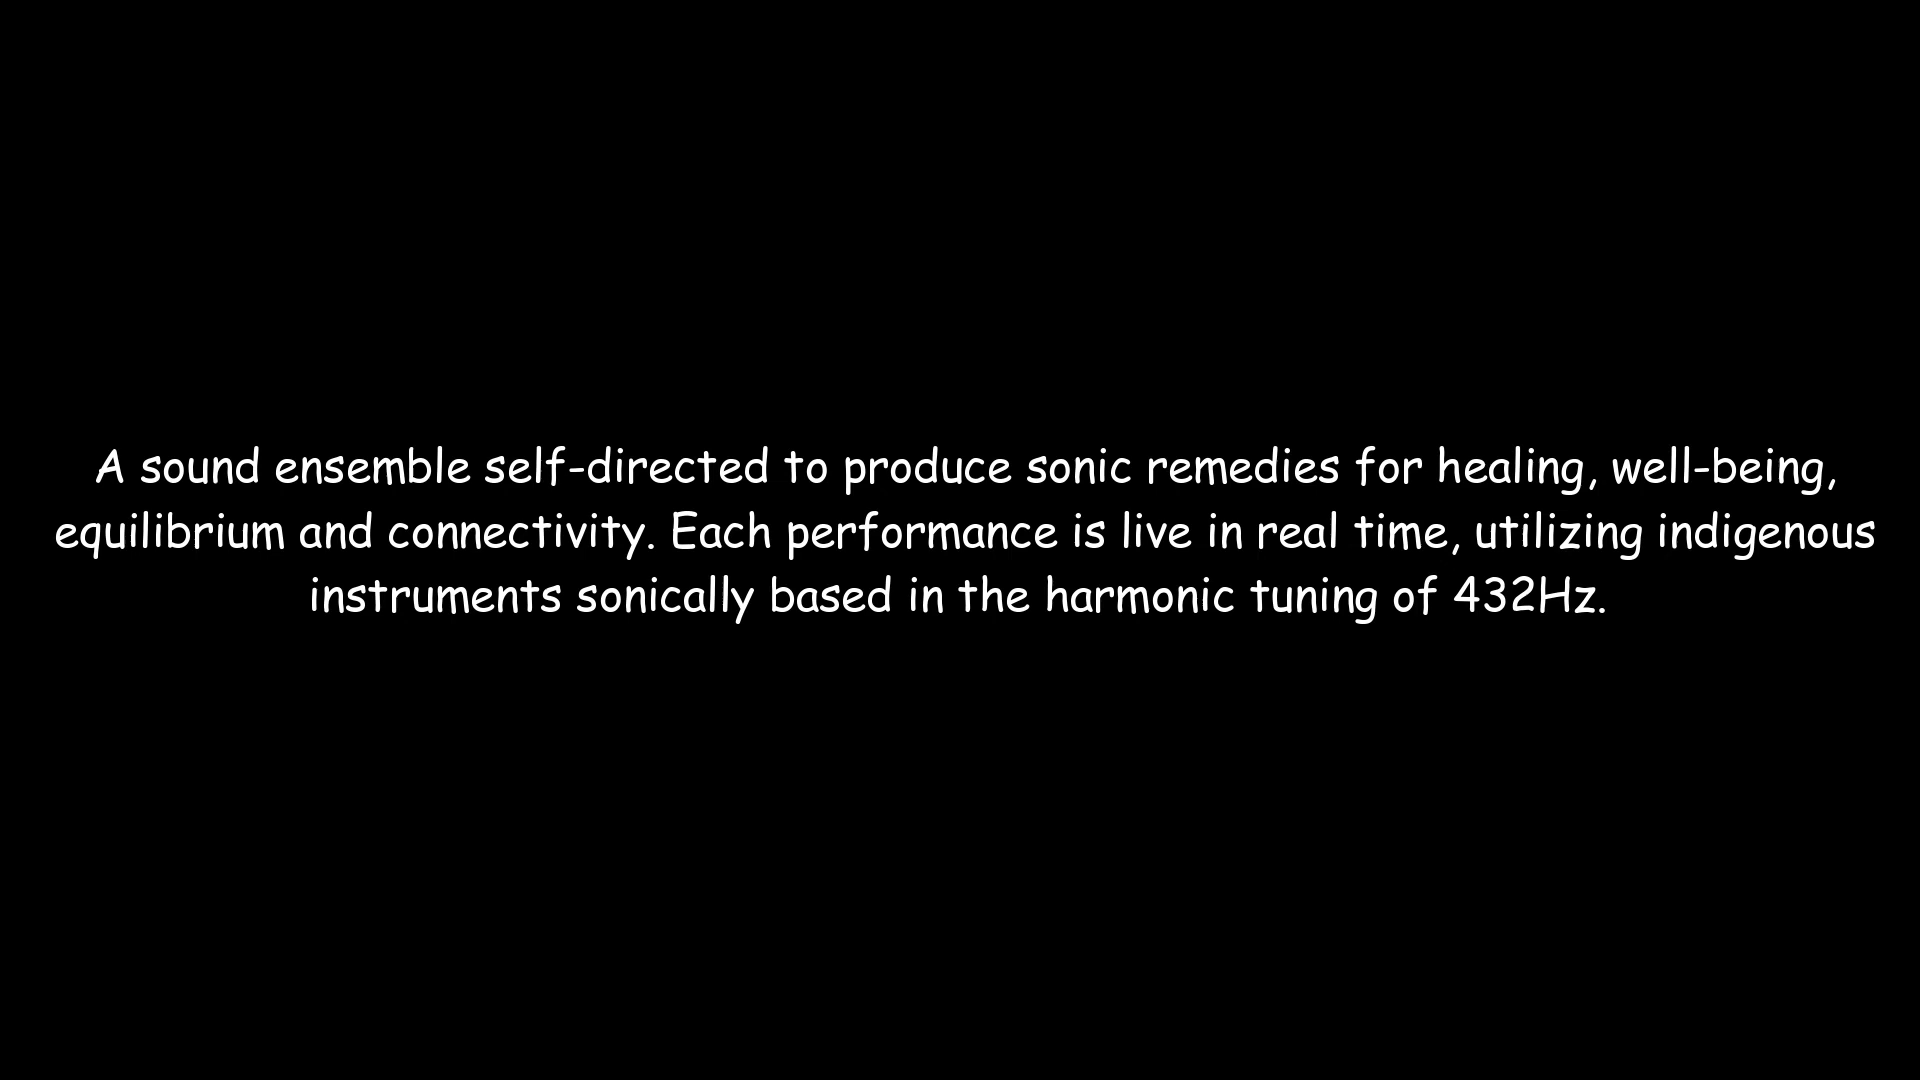 A sound ensemble self-directed to produce sonic remedies for healing, well-being,
equilibrium and connectivity. Each performance is live in real time, utilizing indigenous
instruments sonically based in the harmonic tuning of 432Hz.